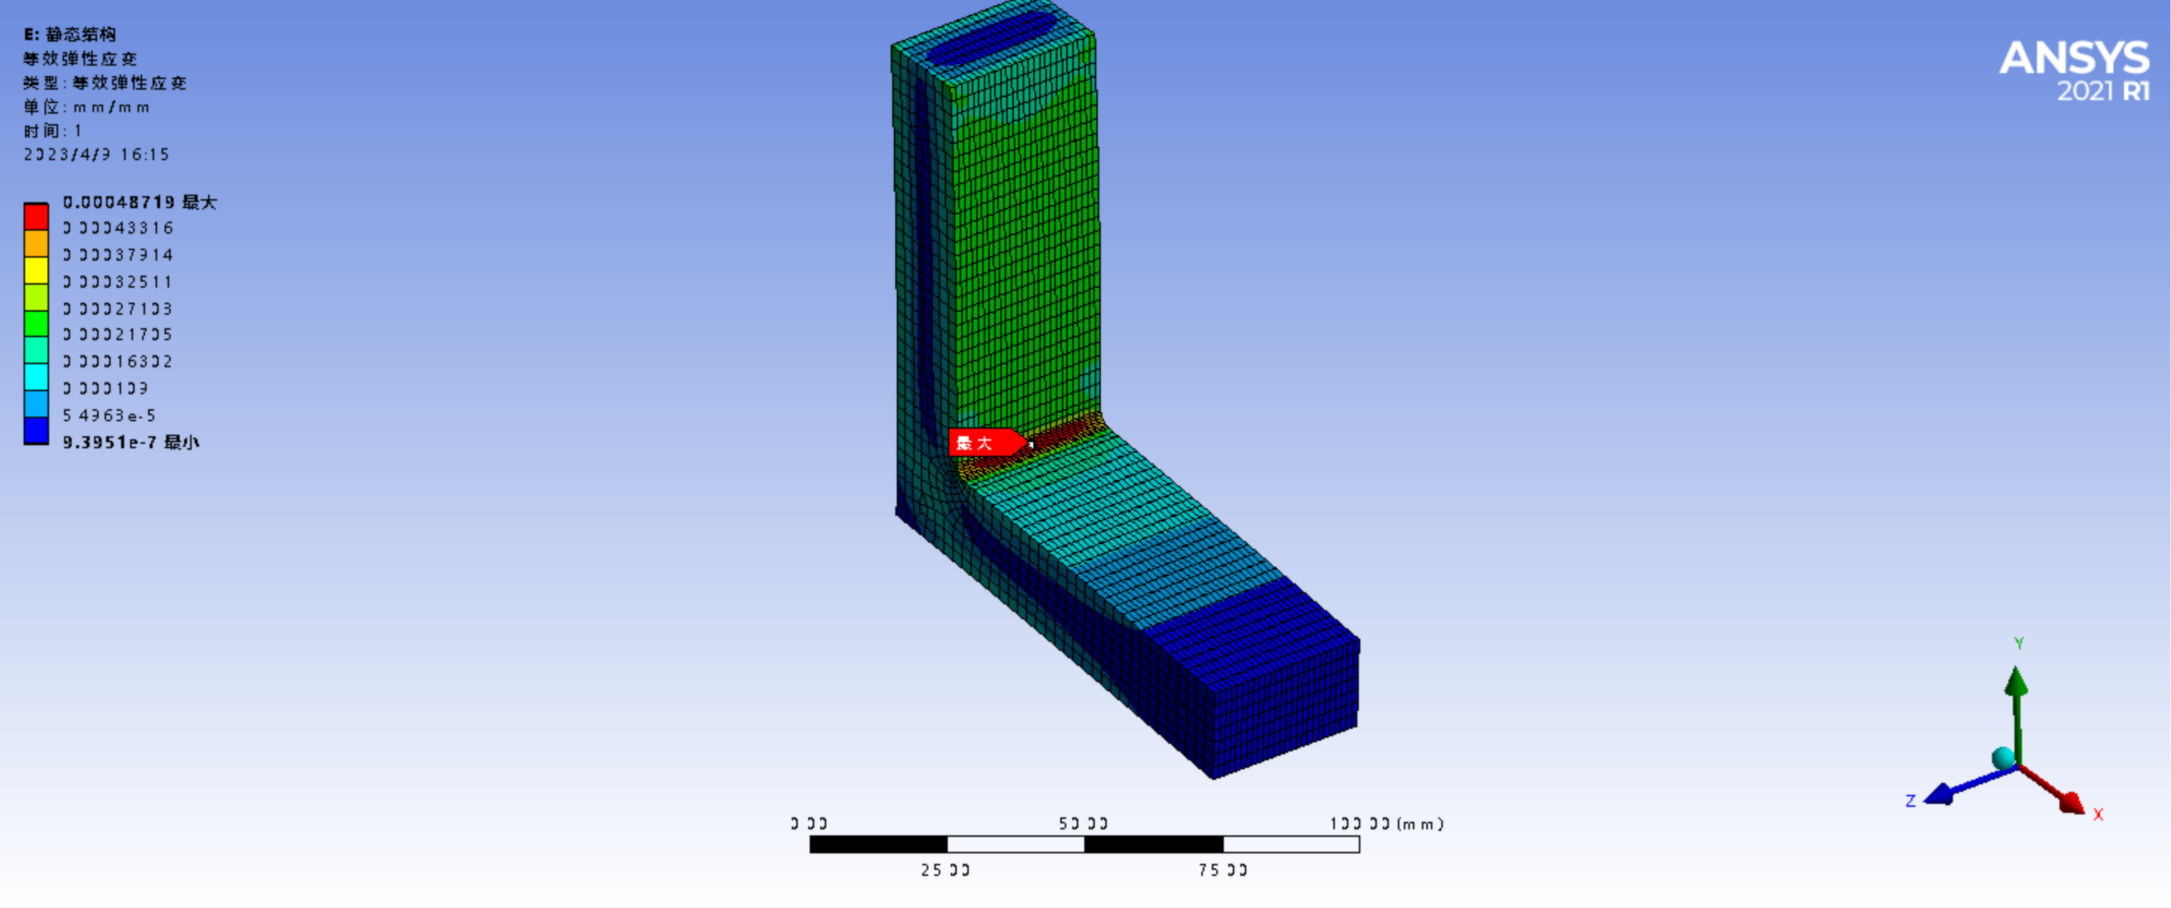 E: 静态结构
等效弹性应变
类型: 等效弹性应变
单位: mm/mm
时间: 1
2023/4/9 16:15
0.00048719 最大
0.00043316
0.00037914
0.00032511
0.00027108
0.00021705
0.00016302
0.000109
5.4963e-5
9.3951e-7 最小
ANSYS
2021 R1
最大
Y
Z
X
0.00
50.00
100.00 (mm)
25.00
75.00